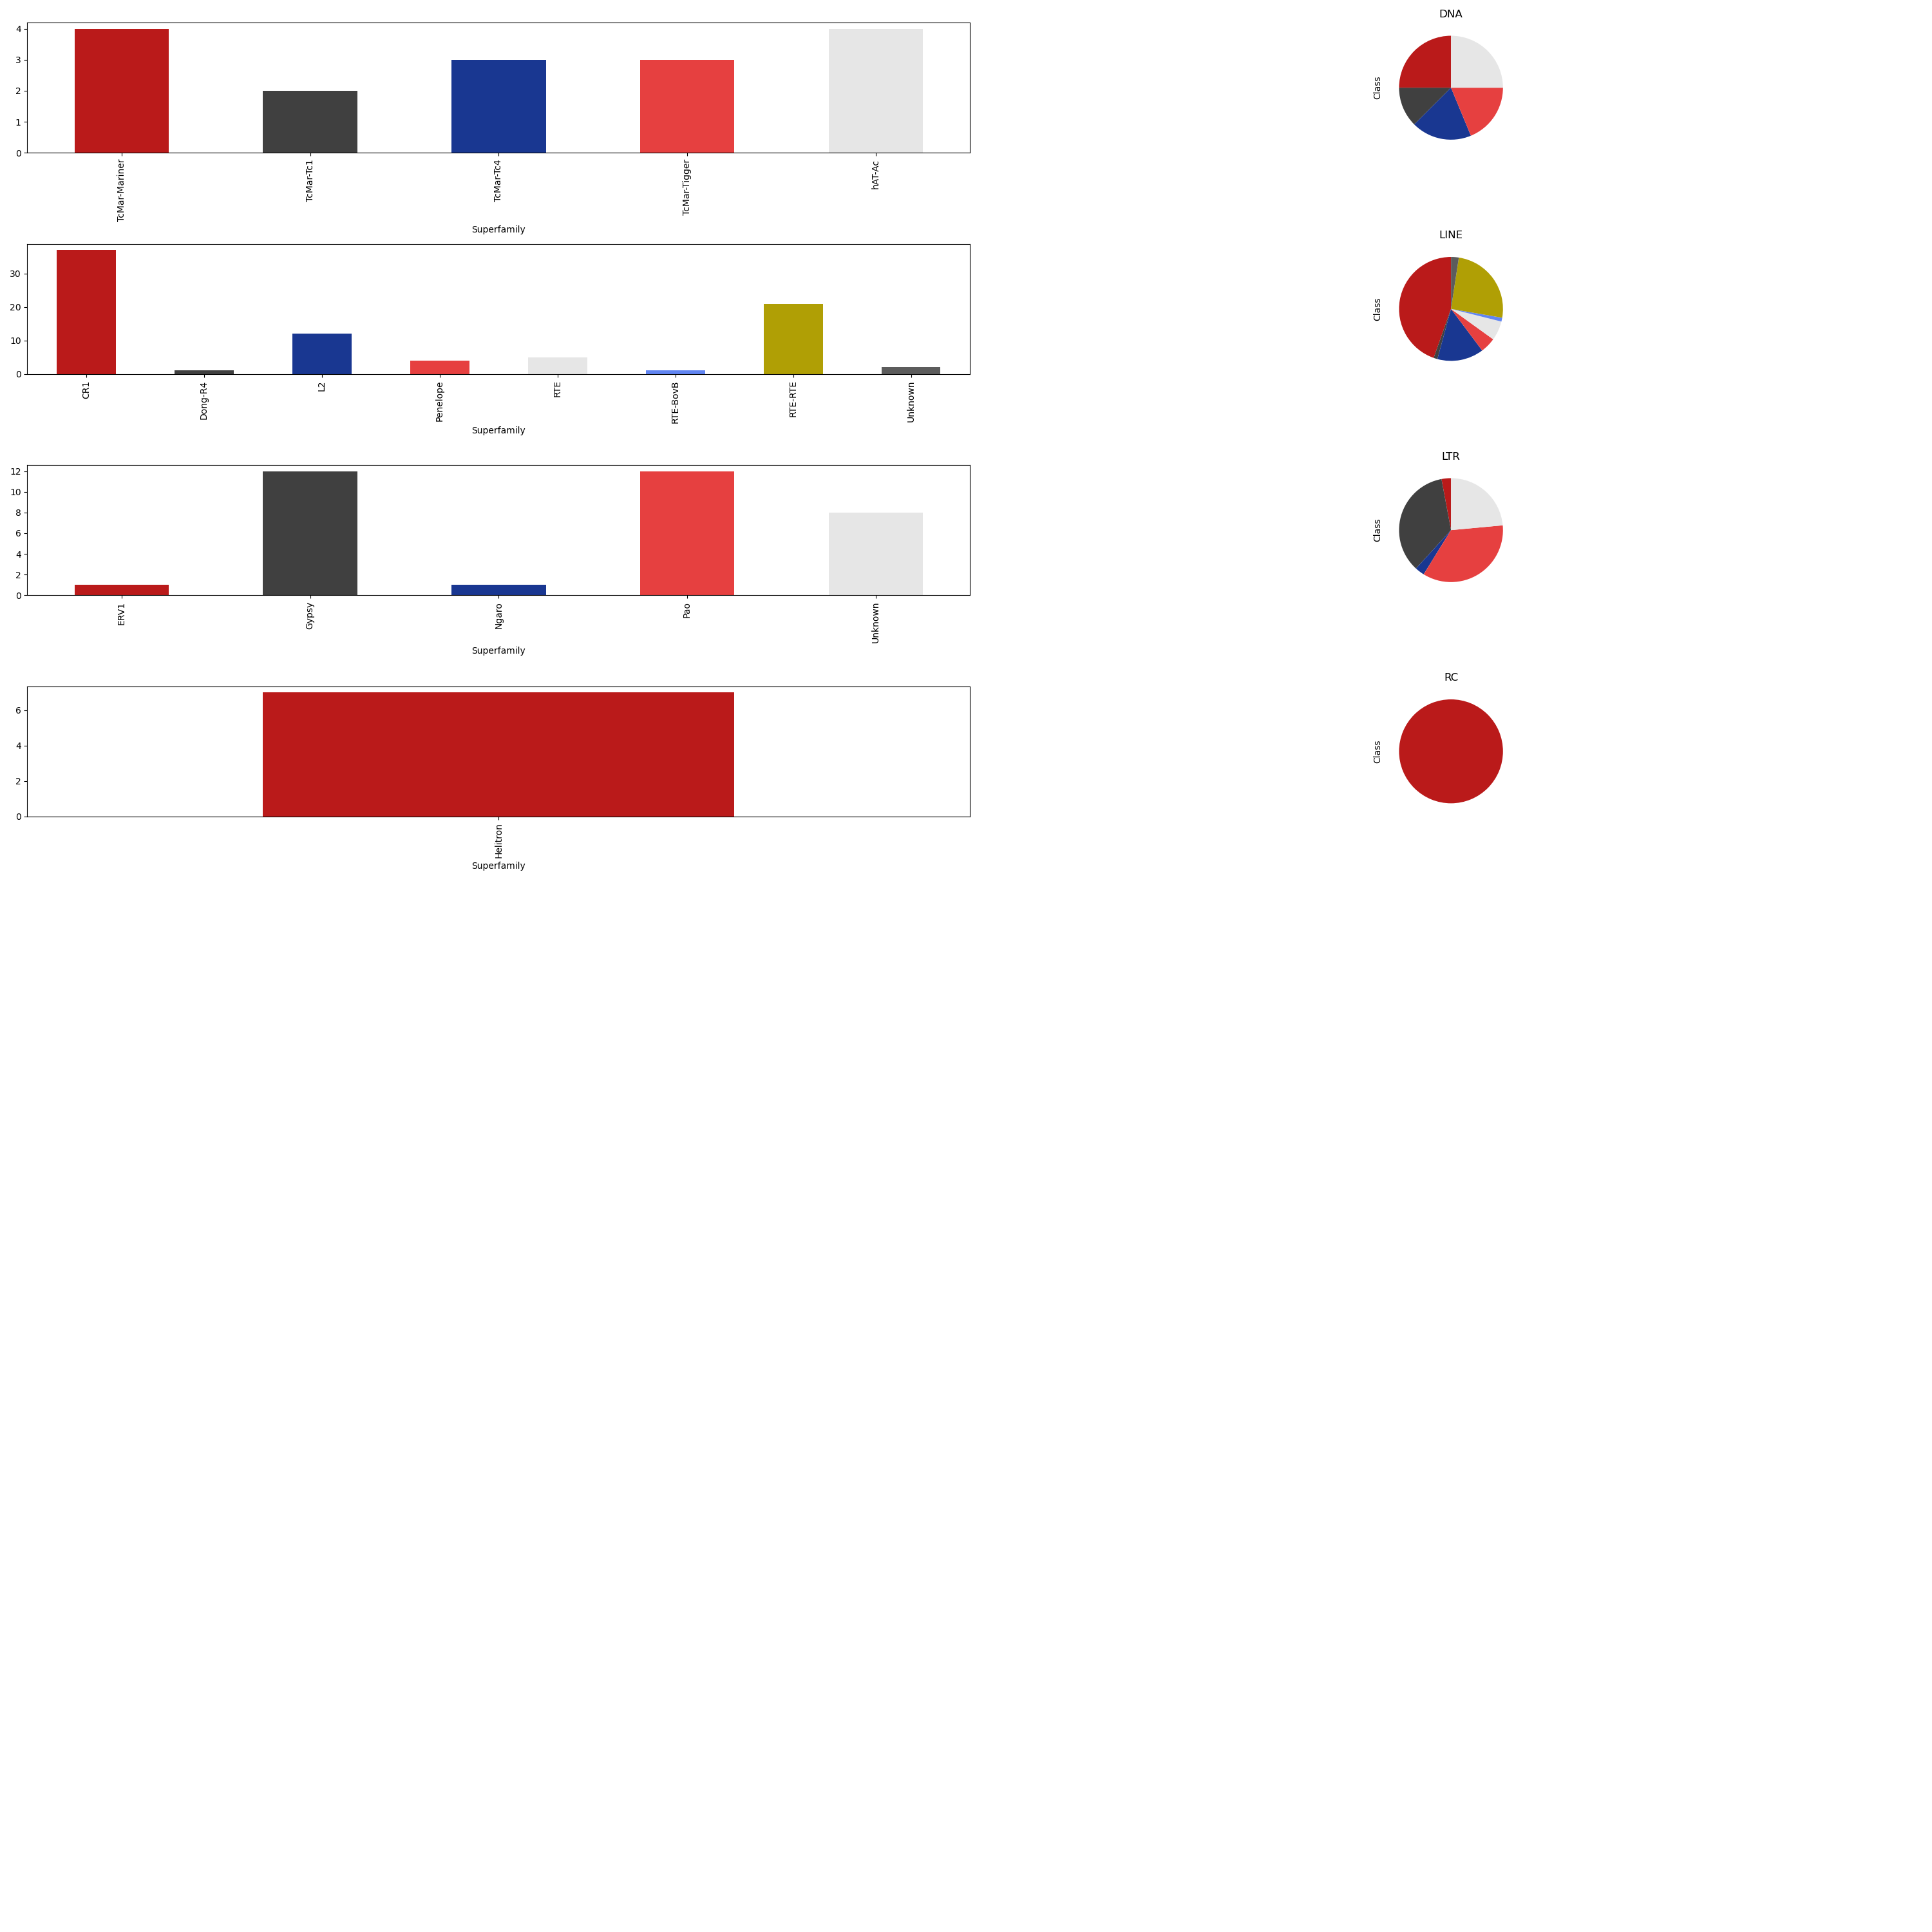 DNA
4
3
2
1
0
TcMar-Mariner
TcMar-Tc1
TcMar-Tc4
TcMar-Tigger
hAT-Ac
Superfamily
Class
LINE
30
20
10
0
CR1
Dong-R4
L2
Penelope
RTE
RTE-BovB
RTE-RTE
Unknown
Superfamily
Class
LTR
12
10
8
6
4
2
0
ERV1
Gypsy
Ngaro
Pao
Unknown
Superfamily
Class
RC
6
4
2
0
Helitron
Superfamily
Class